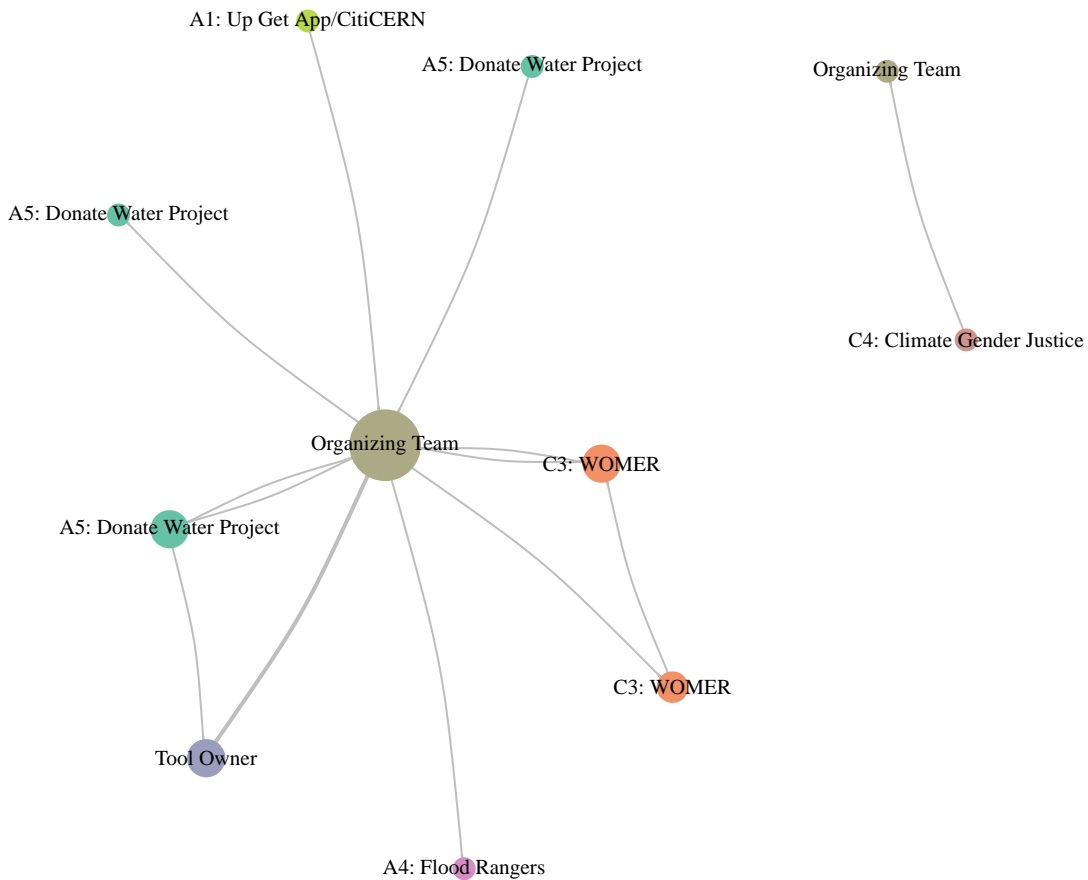 A1: Up Get App/CitiCERN
A5: Donate Water Project
Organizing Team
A5: Donate Water Project
C4: Climate Gender Justice
Organizing Team
C3: WOMER
A5: Donate Water Project
C3: WOMER
Tool Owner
A4: Flood Rangers